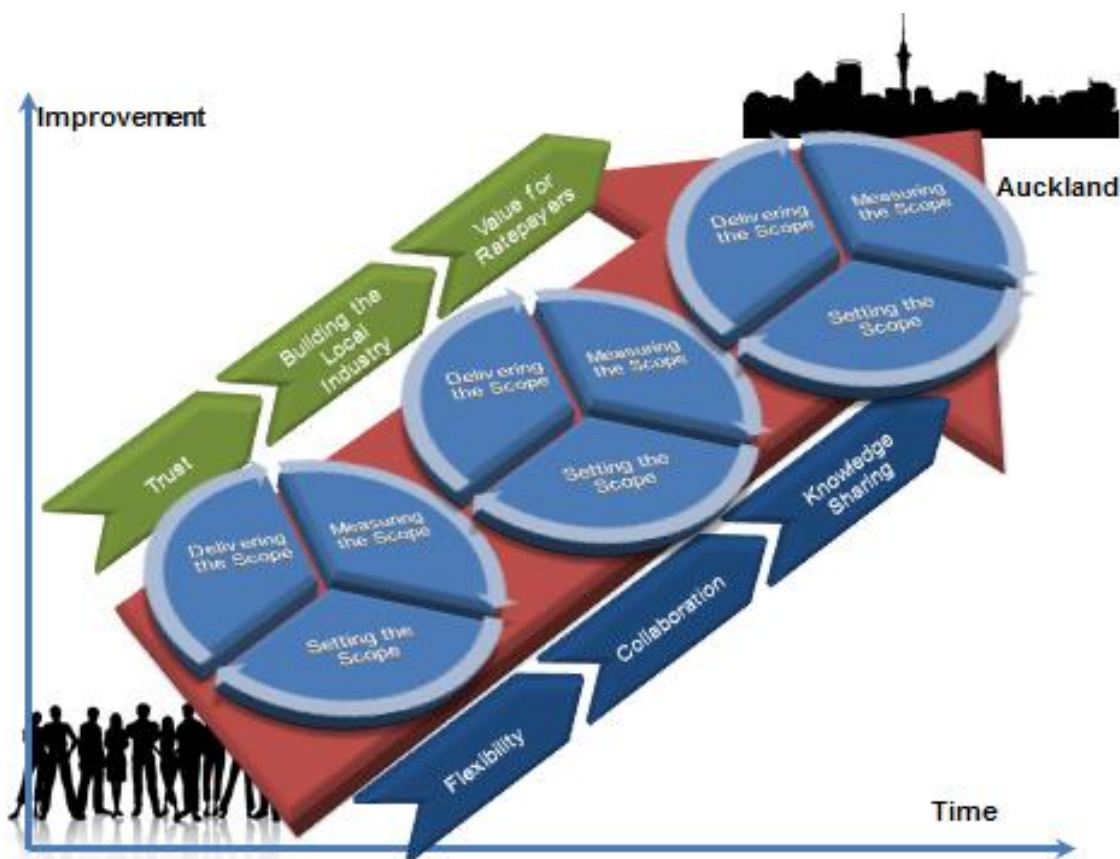 Improvement
Auckland
Value for
Ratepayers
Building the
Local
Industry
Trust
Delivering
the Scope
Measuring
the Scope
Setting the
Scope
Delivering
the Scope
Measuring
the Scope
Setting the
Scope
Delivering
the Scope
Measuring
the Scope
Setting the
Scope
Knowledge
Sharing
Collaboration
Flexibility
Time